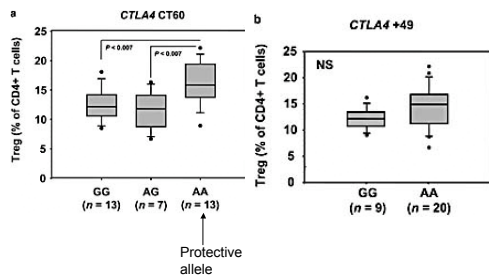 a
CTLA4 CT60
P < 0.007
P < 0.007
Treg (% of CD4+ T cells)
25
20
15
10
5
0
GG
AG
AA
(n = 13)
(n = 7)
(n = 13)
Protective
allele
b
CTLA4 +49
NS
Treg (% of CD4+ T cells)
25
20
15
10
5
0
GG
AA
(n = 9)
(n = 20)